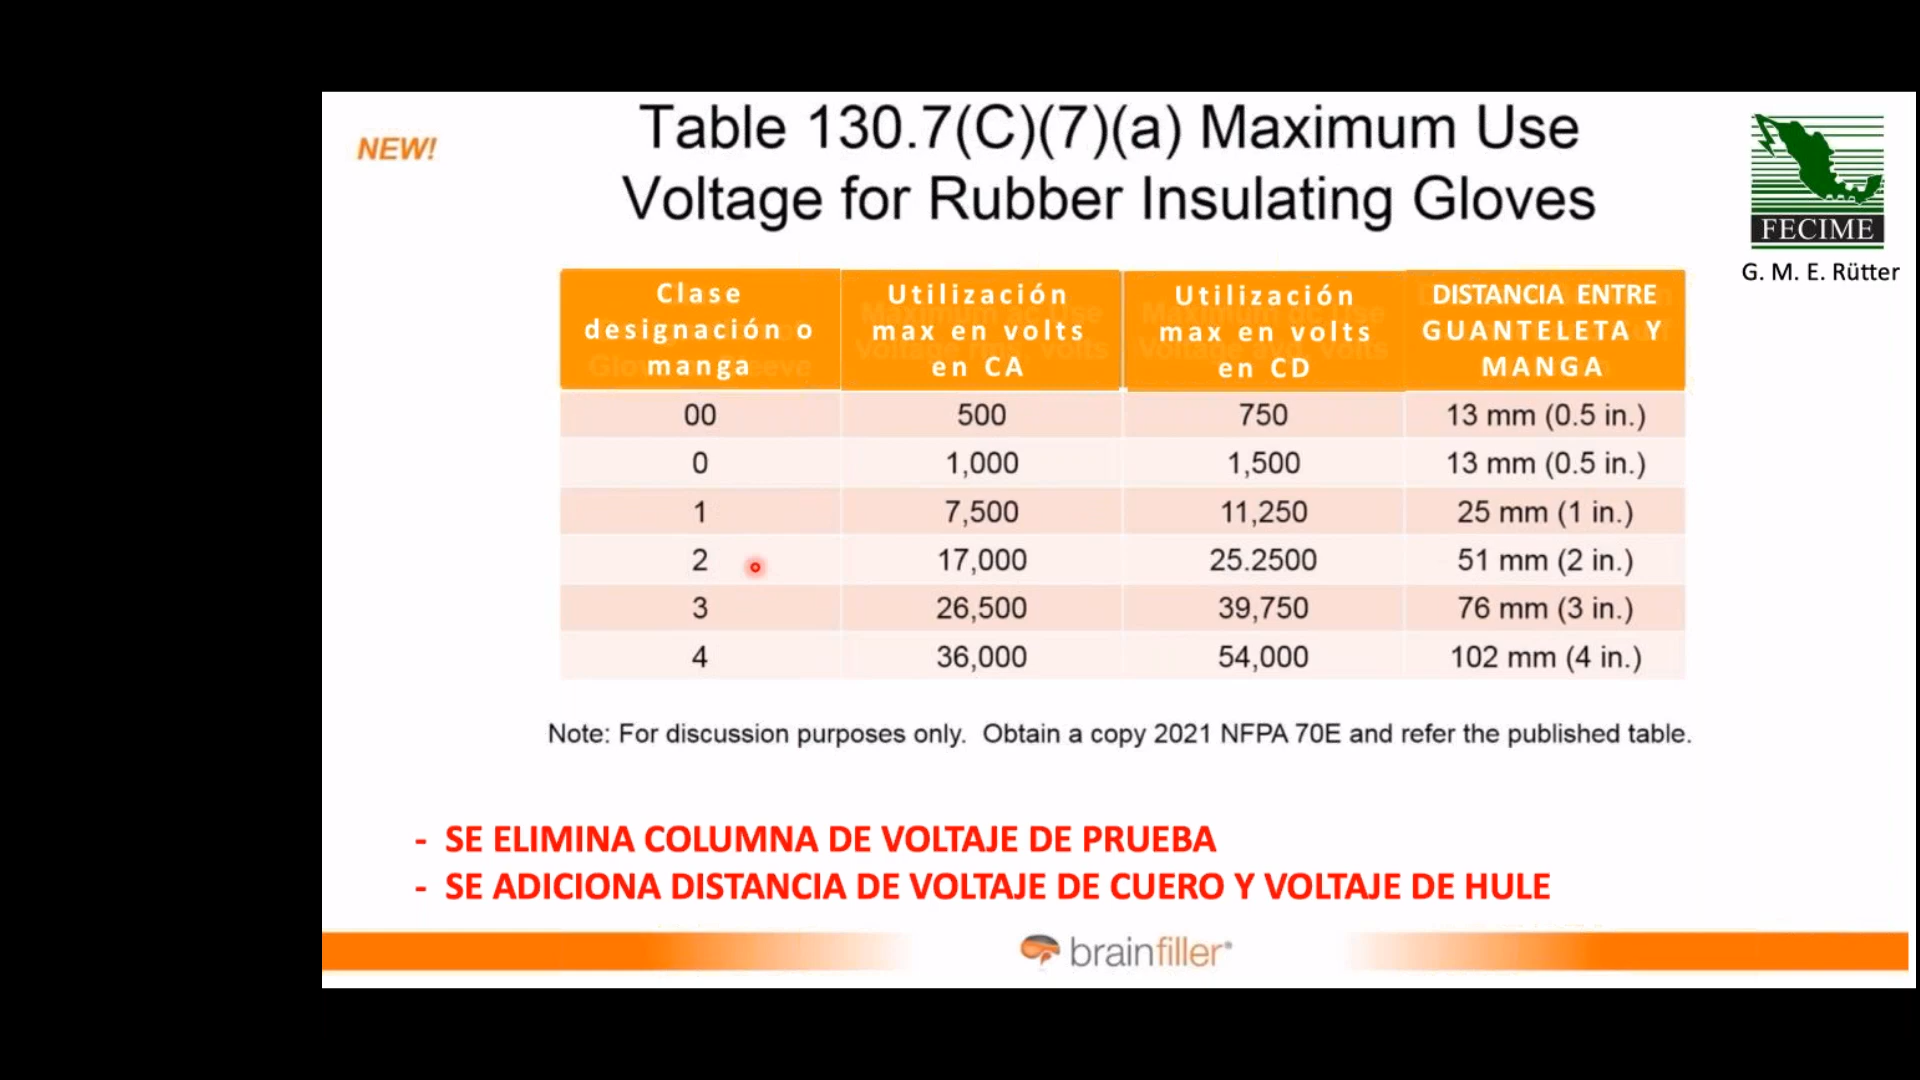 NEW!
Table 130.7(C)(7)(a) Maximum Use
Voltage for Rubber Insulating Gloves
FECIME
G. M. E. Rütter
Clase designación o manga | Utilización max en volts en CA | Utilización max en volts en CD | DISTANCIA ENTRE GUANTELETA Y MANGA
00 | 500 | 750 | 13 mm (0.5 in.)
0 | 1,000 | 1,500 | 13 mm (0.5 in.)
1 | 7,500 | 11,250 | 25 mm (1 in.)
2 | 17,000 | 25.2500 | 51 mm (2 in.)
3 | 26,500 | 39,750 | 76 mm (3 in.)
4 | 36,000 | 54,000 | 102 mm (4 in.)
Note: For discussion purposes only. Obtain a copy 2021 NFPA 70E and refer the published table.
- SE ELIMINA COLUMNA DE VOLTAJE DE PRUEBA
- SE ADICIONA DISTANCIA DE VOLTAJE DE CUERO Y VOLTAJE DE HULE
brainfiller®